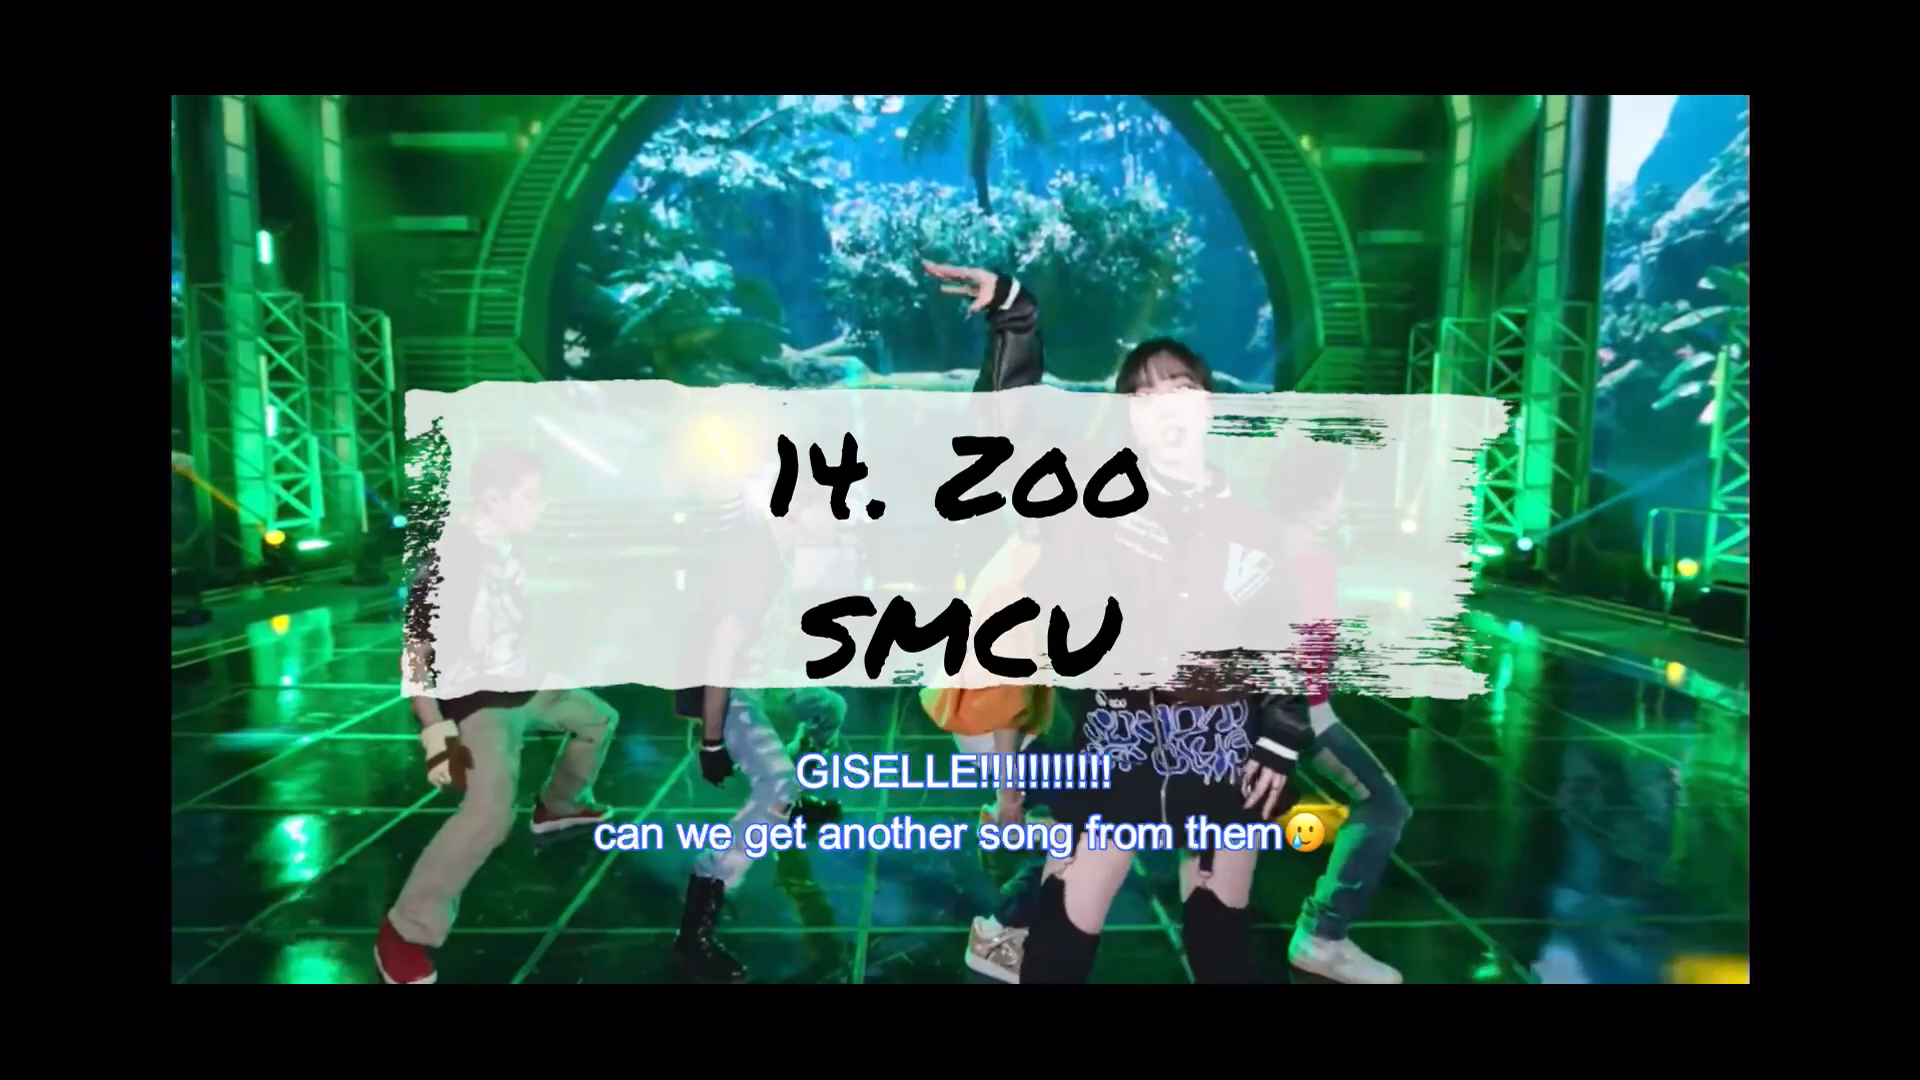 14. Zoo
SMCU
GISELLE!!!!!!!!!!!
can we get another song from them🥲